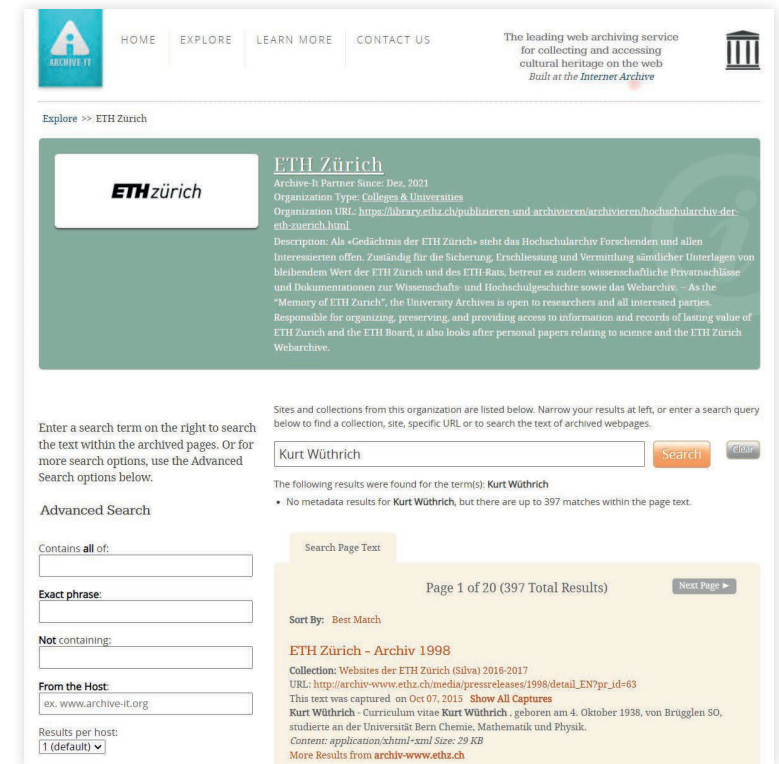 ARCHIVE-IT
HOME
EXPLORE
LEARN MORE
CONTACT US
The leading web archiving service
for collecting and accessing
cultural heritage on the web
Built at the Internet Archive
Explore >> ETH Zürich
ETH zürich
ETH Zürich
Archive-It Partner Since: Dez, 2021
Organization Type: Colleges & Universities
Organization URL: https://library.ethz.ch/publizieren-und-archivieren/archivieren/hochschularchiv-der-
eth-zuerich.html
Description: Als «Gedächtnis der ETH Zürich» steht das Hochschularchiv Forschenden und allen
Interessierten offen. Zuständig für die Sicherung, Erschliessung und Vermittlung sämtlicher Unterlagen von
bleibendem Wert der ETH Zürich und des ETH-Rats, betreut es zudem wissenschaftliche Privatnachlässe
und Dokumentationen zur Wissenschafts- und Hochschulgeschichte sowie das Webarchiv. – As the
“Memory of ETH Zurich”, the University Archives is open to researchers and all interested parties.
Responsible for organizing, preserving, and providing access to information and records of lasting value of
ETH Zurich and the ETH Board, it also looks after personal papers relating to science and the ETH Zürich
Webarchive.
Enter a search term on the right to search
the text within the archived pages. Or for
more search options, use the Advanced
Search options below.
Advanced Search
Contains all of:
Exact phrase:
Not containing:
From the Host:
ex. www.archive-it.org
Results per host:
1 (default)
Sites and collections from this organization are listed below. Narrow your results at left, or enter a search query
below to find a collection, site, specific URL or to search the text of archived webpages.
Kurt Wüthrich
Search
Clear
The following results were found for the term(s): Kurt Wüthrich
• No metadata results for Kurt Wüthrich, but there are up to 397 matches within the page text.
Search Page Text
Page 1 of 20 (397 Total Results)
Next Page ►
Sort By: Best Match
ETH Zürich - Archiv 1998
Collection: Websites der ETH Zürich (Silva) 2016-2017
URL: http://archiv-www.ethz.ch/media/pressreleases/1998/detail_EN?pr_id=63
This text was captured on Oct 07, 2015 Show All Captures
Kurt Wüthrich - Curriculum vitae Kurt Wüthrich , geboren am 4. Oktober 1938, von Brügglen SO,
studierte an der Universität Bern Chemie, Mathematik und Physik.
Content: application/xhtml+xml Size: 29 KB
More Results from archiv-www.ethz.ch